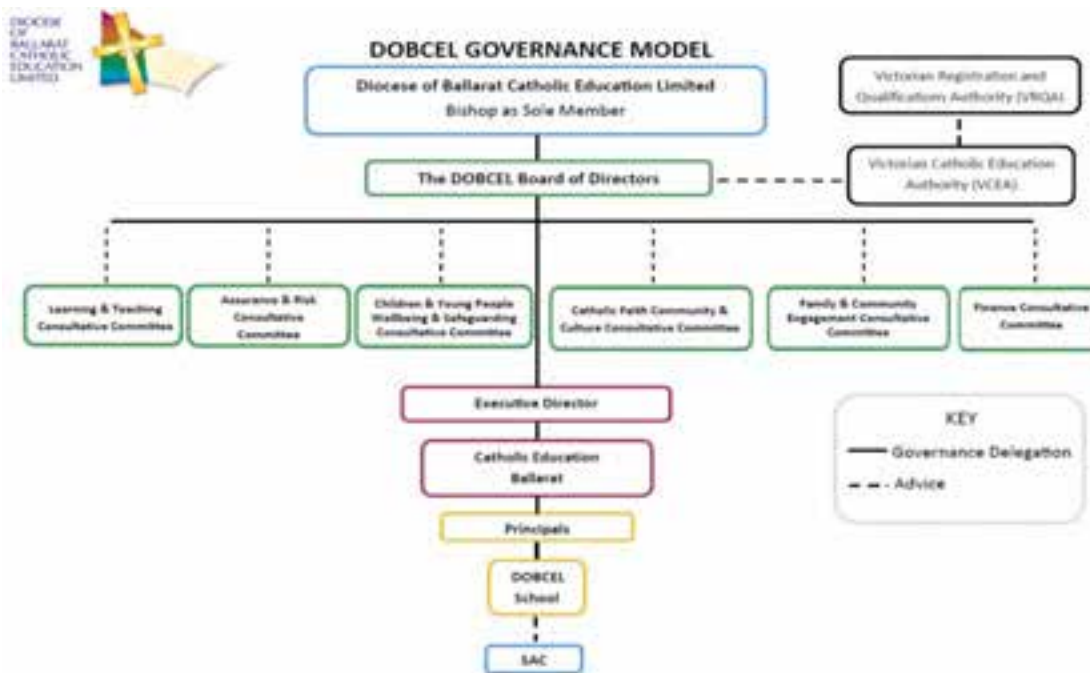 DIOCESE
OF
BALLARAT
CATHOLIC
EDUCATION
LIMITED
DOBCEL GOVERNANCE MODEL
Diocese of Ballarat Catholic Education Limited
Bishop as Sole Member
Victorian Registration and
Qualifications Authority (VRQA)
The DOBCEL Board of Directors
Victorian Catholic Education
Authority (VCEA)
Learning & Teaching
Consultative Committee
Assurance & Risk
Consultative
Committee
Children & Young People
Wellbeing & Safeguarding
Consultative Committee
Catholic Faith Community &
Culture Consultative Committee
Family & Community
Engagement Consultative
Committee
Finance Consultative
Committee
Executive Director
Catholic Education
Ballarat
Principals
DOBCEL
School
SAC
KEY
Governance Delegation
Advice